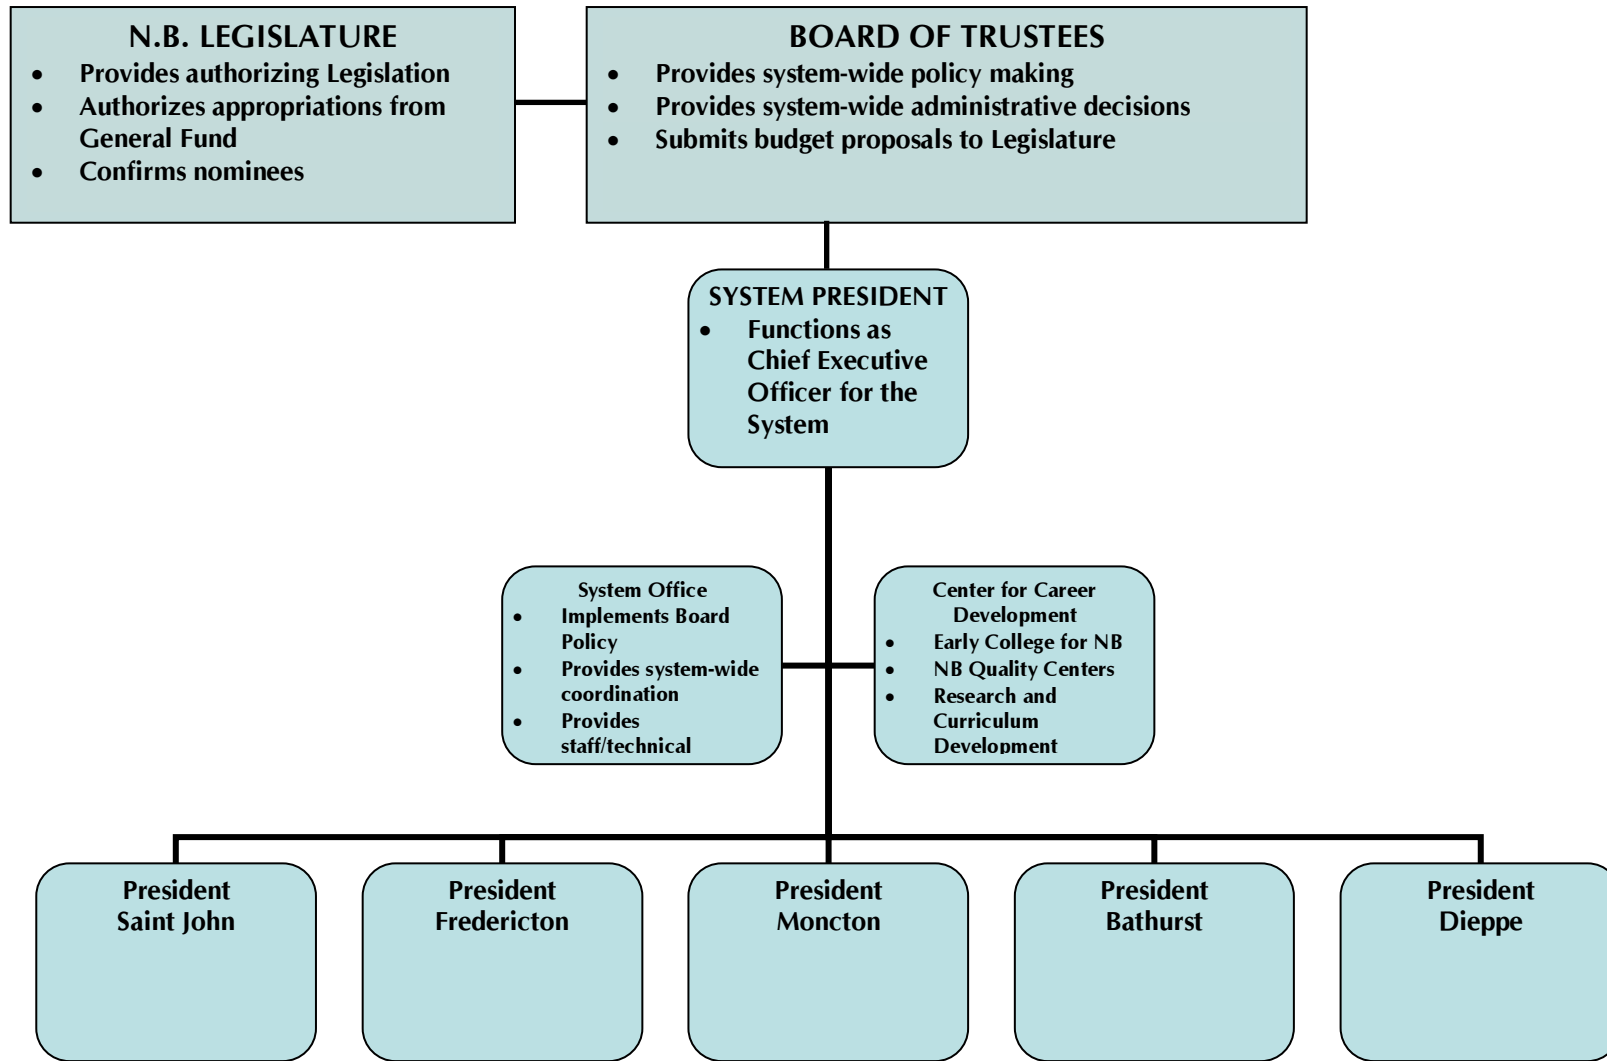 N.B. LEGISLATURE
• Provides authorizing Legislation
• Authorizes appropriations from
General Fund
• Confirms nominees
BOARD OF TRUSTEES
• Provides system-wide policy making
• Provides system-wide administrative decisions
• Submits budget proposals to Legislature
SYSTEM PRESIDENT
• Functions as
Chief Executive
Officer for the
System
System Office
• Implements Board
Policy
• Provides system-wide
coordination
• Provides
staff/technical
Center for Career
Development
• Early College for NB
• NB Quality Centers
• Research and
Curriculum
Development
President
Saint John
President
Fredericton
President
Moncton
President
Bathurst
President
Dieppe